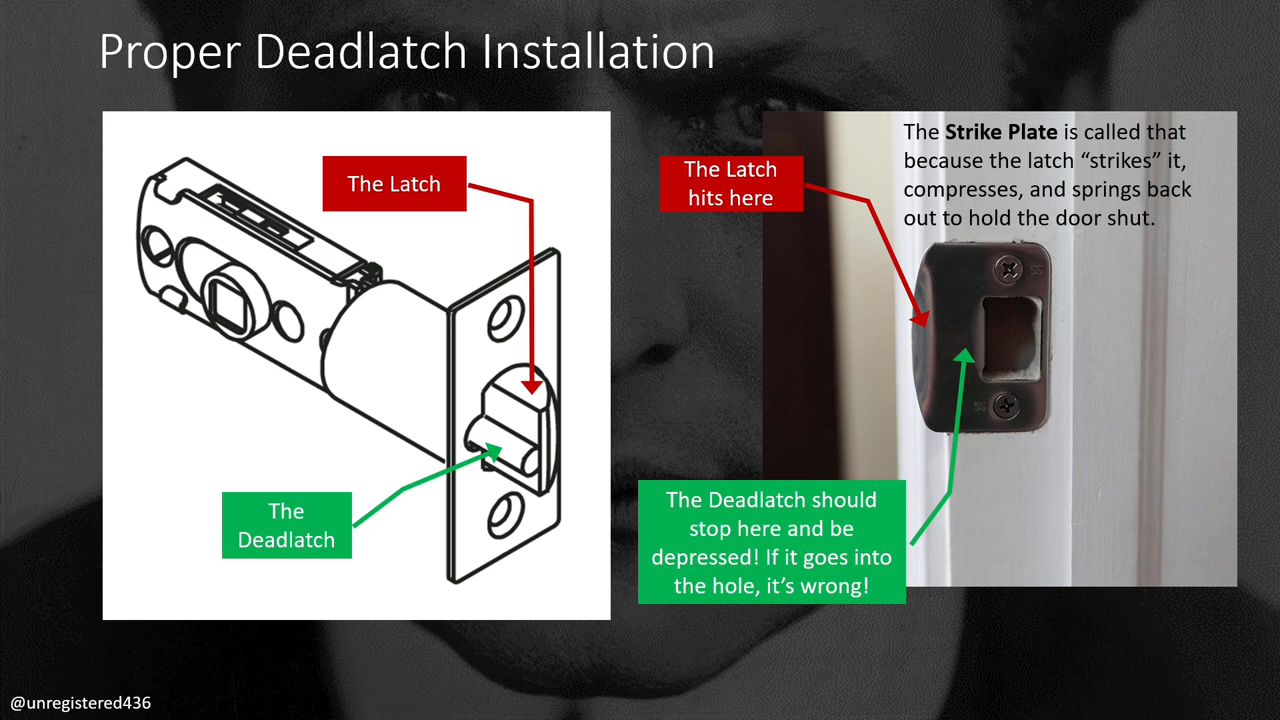 Proper Deadlatch Installation
The Latch
The
Deadlatch
The Latch
hits here
The Strike Plate is called that
because the latch “strikes” it,
compresses, and springs back
out to hold the door shut.
SS
SS
The Deadlatch should
stop here and be
depressed! If it goes into
the hole, it’s wrong!
@unregistered436